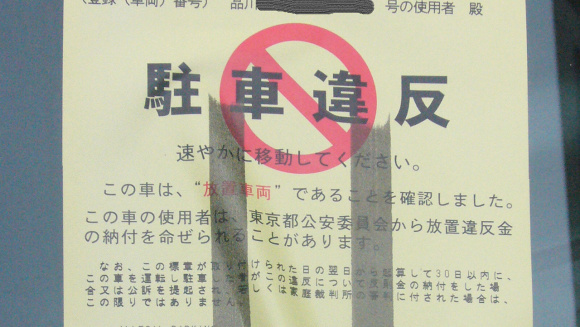 (登録(車両)番号) 品川 号の使用者 殿
駐車違反
速やかに移動してください。
この車は、“放置車両”であることを確認しました。
この車の使用者は、東京都公安委員会から放置違反金
の納付を命ぜられることがあります。
なお、この標章が取り付けられた日の翌日から起算して30日以内に、
この車を運転し駐車した者がこの違反について反則金の納付をした場
合又は公訴を提起され、若しくは家庭裁判所の審判に付された場合は、
この限りではありません。